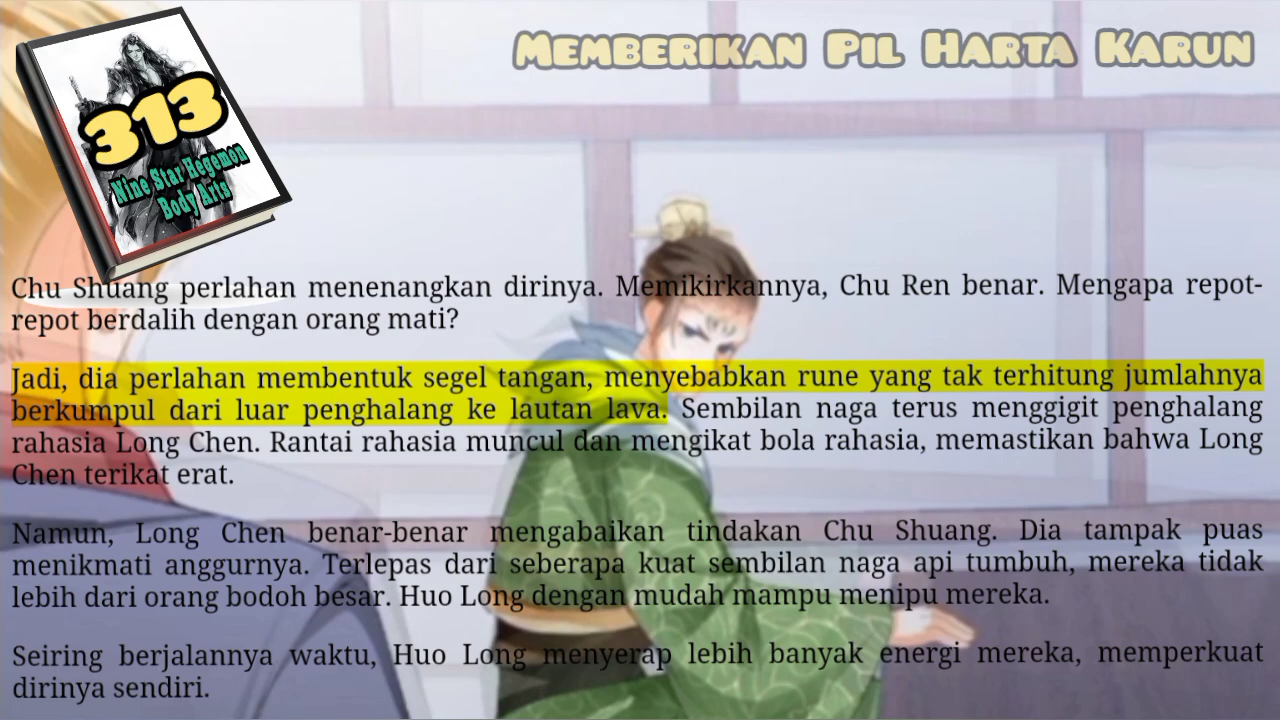 Memberikan Pil Harta Karun
313
Nine Star Hegemon
Body Arts
Chu Shuang perlahan menenangkan dirinya. Memikirkannya, Chu Ren benar. Mengapa repot-
repot berdalih dengan orang mati?
Jadi, dia perlahan membentuk segel tangan, menyebabkan rune yang tak terhitung jumlahnya
berkumpul dari luar penghalang ke lautan lava. Sembilan naga terus menggigit penghalang
rahasia Long Chen. Rantai rahasia muncul dan mengikat bola rahasia, memastikan bahwa Long
Chen terikat erat.
Namun, Long Chen benar-benar mengabaikan tindakan Chu Shuang. Dia tampak puas
menikmati anggurnya. Terlepas dari seberapa kuat sembilan naga api tumbuh, mereka tidak
lebih dari orang bodoh besar. Huo Long dengan mudah mampu menipu mereka.
Seiring berjalannya waktu, Huo Long menyerap lebih banyak energi mereka, memperkuat
dirinya sendiri.